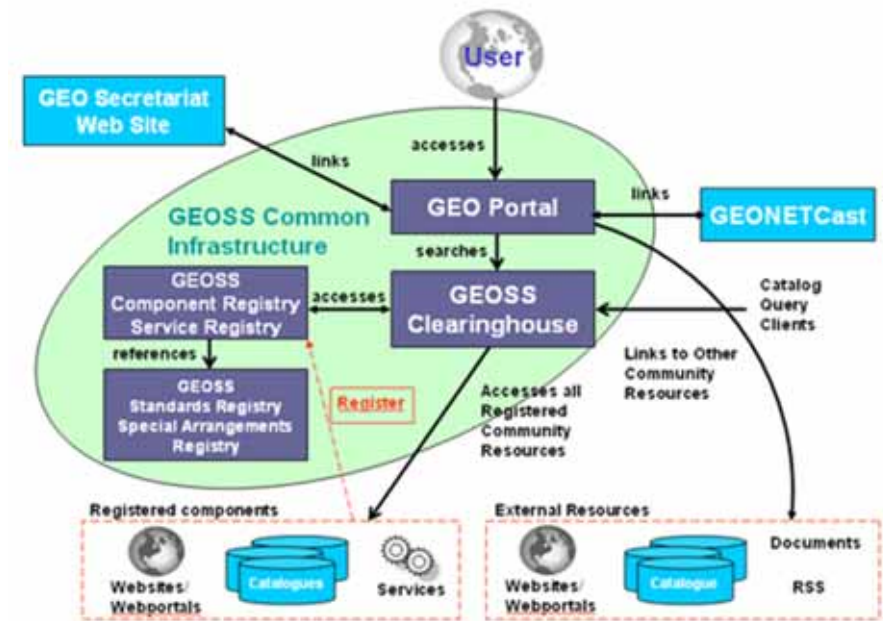 User
GEO Secretariat
Web Site
accesses
links
GEO Portal
links
GEONETCast
GEOSS Common
Infrastructure
searches
GEOSS
Component Registry
Service Registry
accesses
GEOSS
Clearinghouse
Catalog
Query
Clients
references
GEOSS
Standards Registry
Special Arrangements
Registry
Register
Accesses all
Registered
Community
Resources
Links to Other
Community
Resources
Registered components
Websites/
Webportals
Catalogues
Services
External Resources
Websites/
Webportals
Catalogue
Documents
RSS